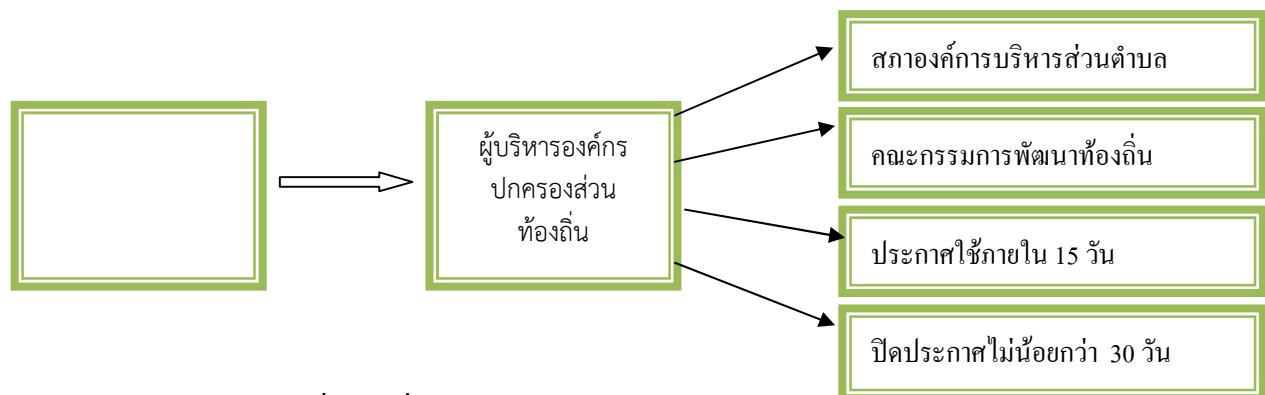 ผู้บริหารองค์กร
ปกครองส่วน
ท้องถิ่น
สภาองค์การบริหารส่วนตำบล
คณะกรรมการพัฒนาท้องถิ่น
ประกาศใช้ภายใน 15 วัน
ปิดประกาศไม่น้อยกว่า 30 วัน